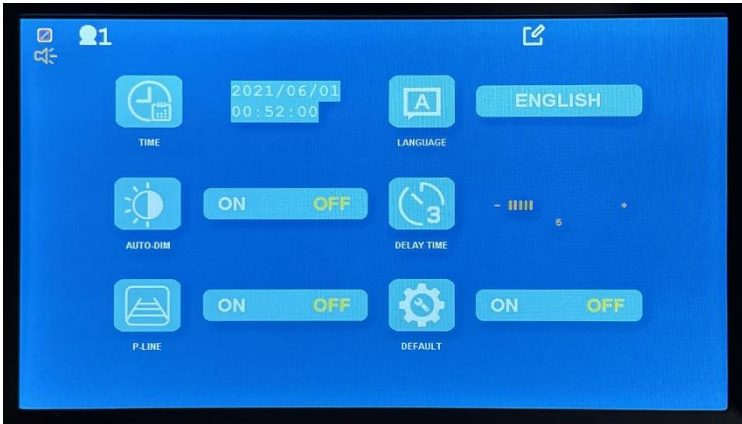 1
2021/06/01
00:52:00
TIME
A
LANGUAGE
ENGLISH
AUTO-DIM
ON OFF
3
DELAY TIME
- +
6
P-LINE
ON OFF
DEFAULT
ON OFF